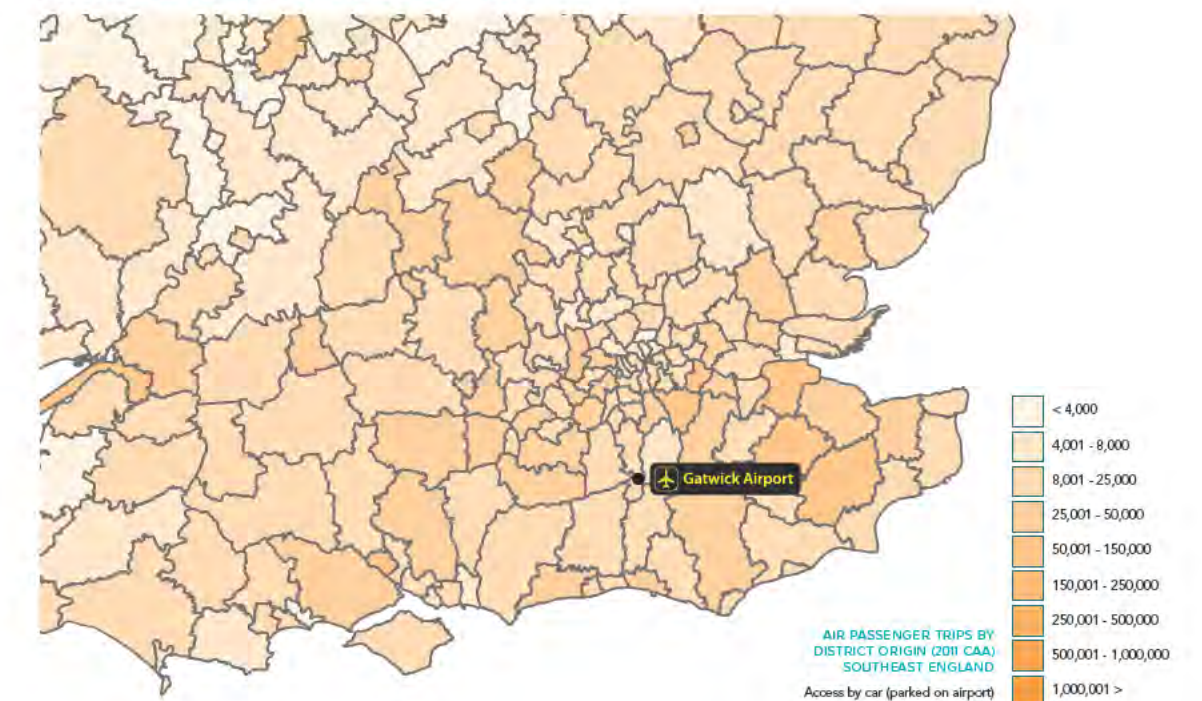 Gatwick Airport
< 4,000
4,001 - 8,000
8,001 - 25,000
25,001 - 50,000
50,001 - 150,000
150,001 - 250,000
250,001 - 500,000
500,001 - 1,000,000
1,000,001 >
AIR PASSENGER TRIPS BY
DISTRICT ORIGIN (2011 CAA)
SOUTHEAST ENGLAND
Access by car (parked on airport)